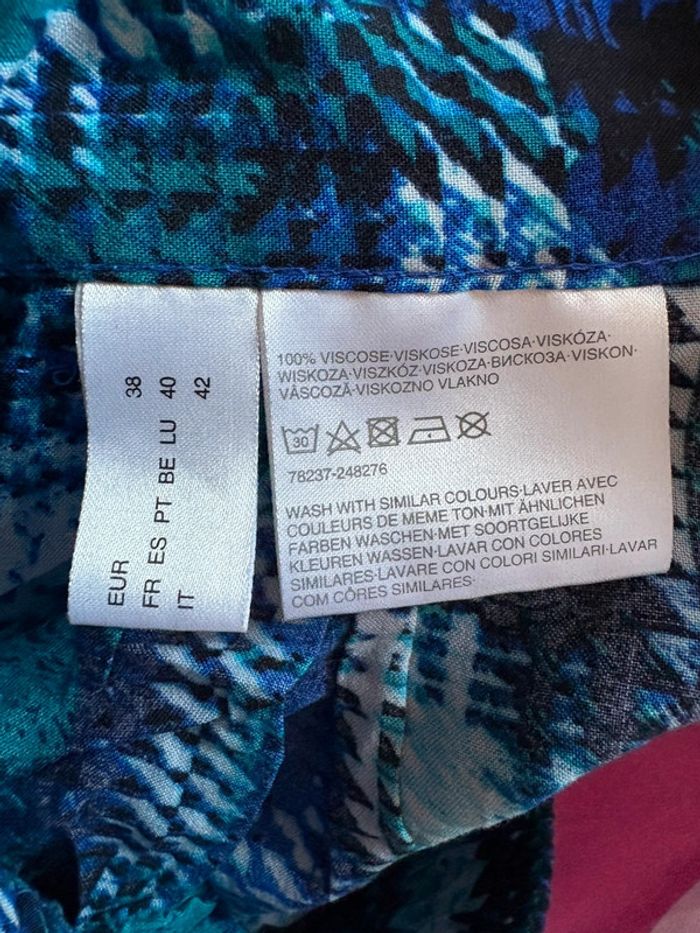 EUR 38
FR ES PT BE LU 40
IT 42
100% VISCOSE·VISKOSE·VISCOSA·VISKÓZA·
WISKOZA·VISZKÓZ·VISKOZA·ВИСКОЗА·VISKON·
VÂSCOZĂ·VISKOZNO VLAKNO
30
78237-248276
WASH WITH SIMILAR COLOURS·LAVER AVEC
COULEURS DE MEME TON·MIT ÄHNLICHEN
FARBEN WASCHEN·MET SOORTGELIJKE
KLEUREN WASSEN·LAVAR CON COLORES
SIMILARES·LAVARE CON COLORI SIMILARI·LAVAR
COM CÔRES SIMILARES·